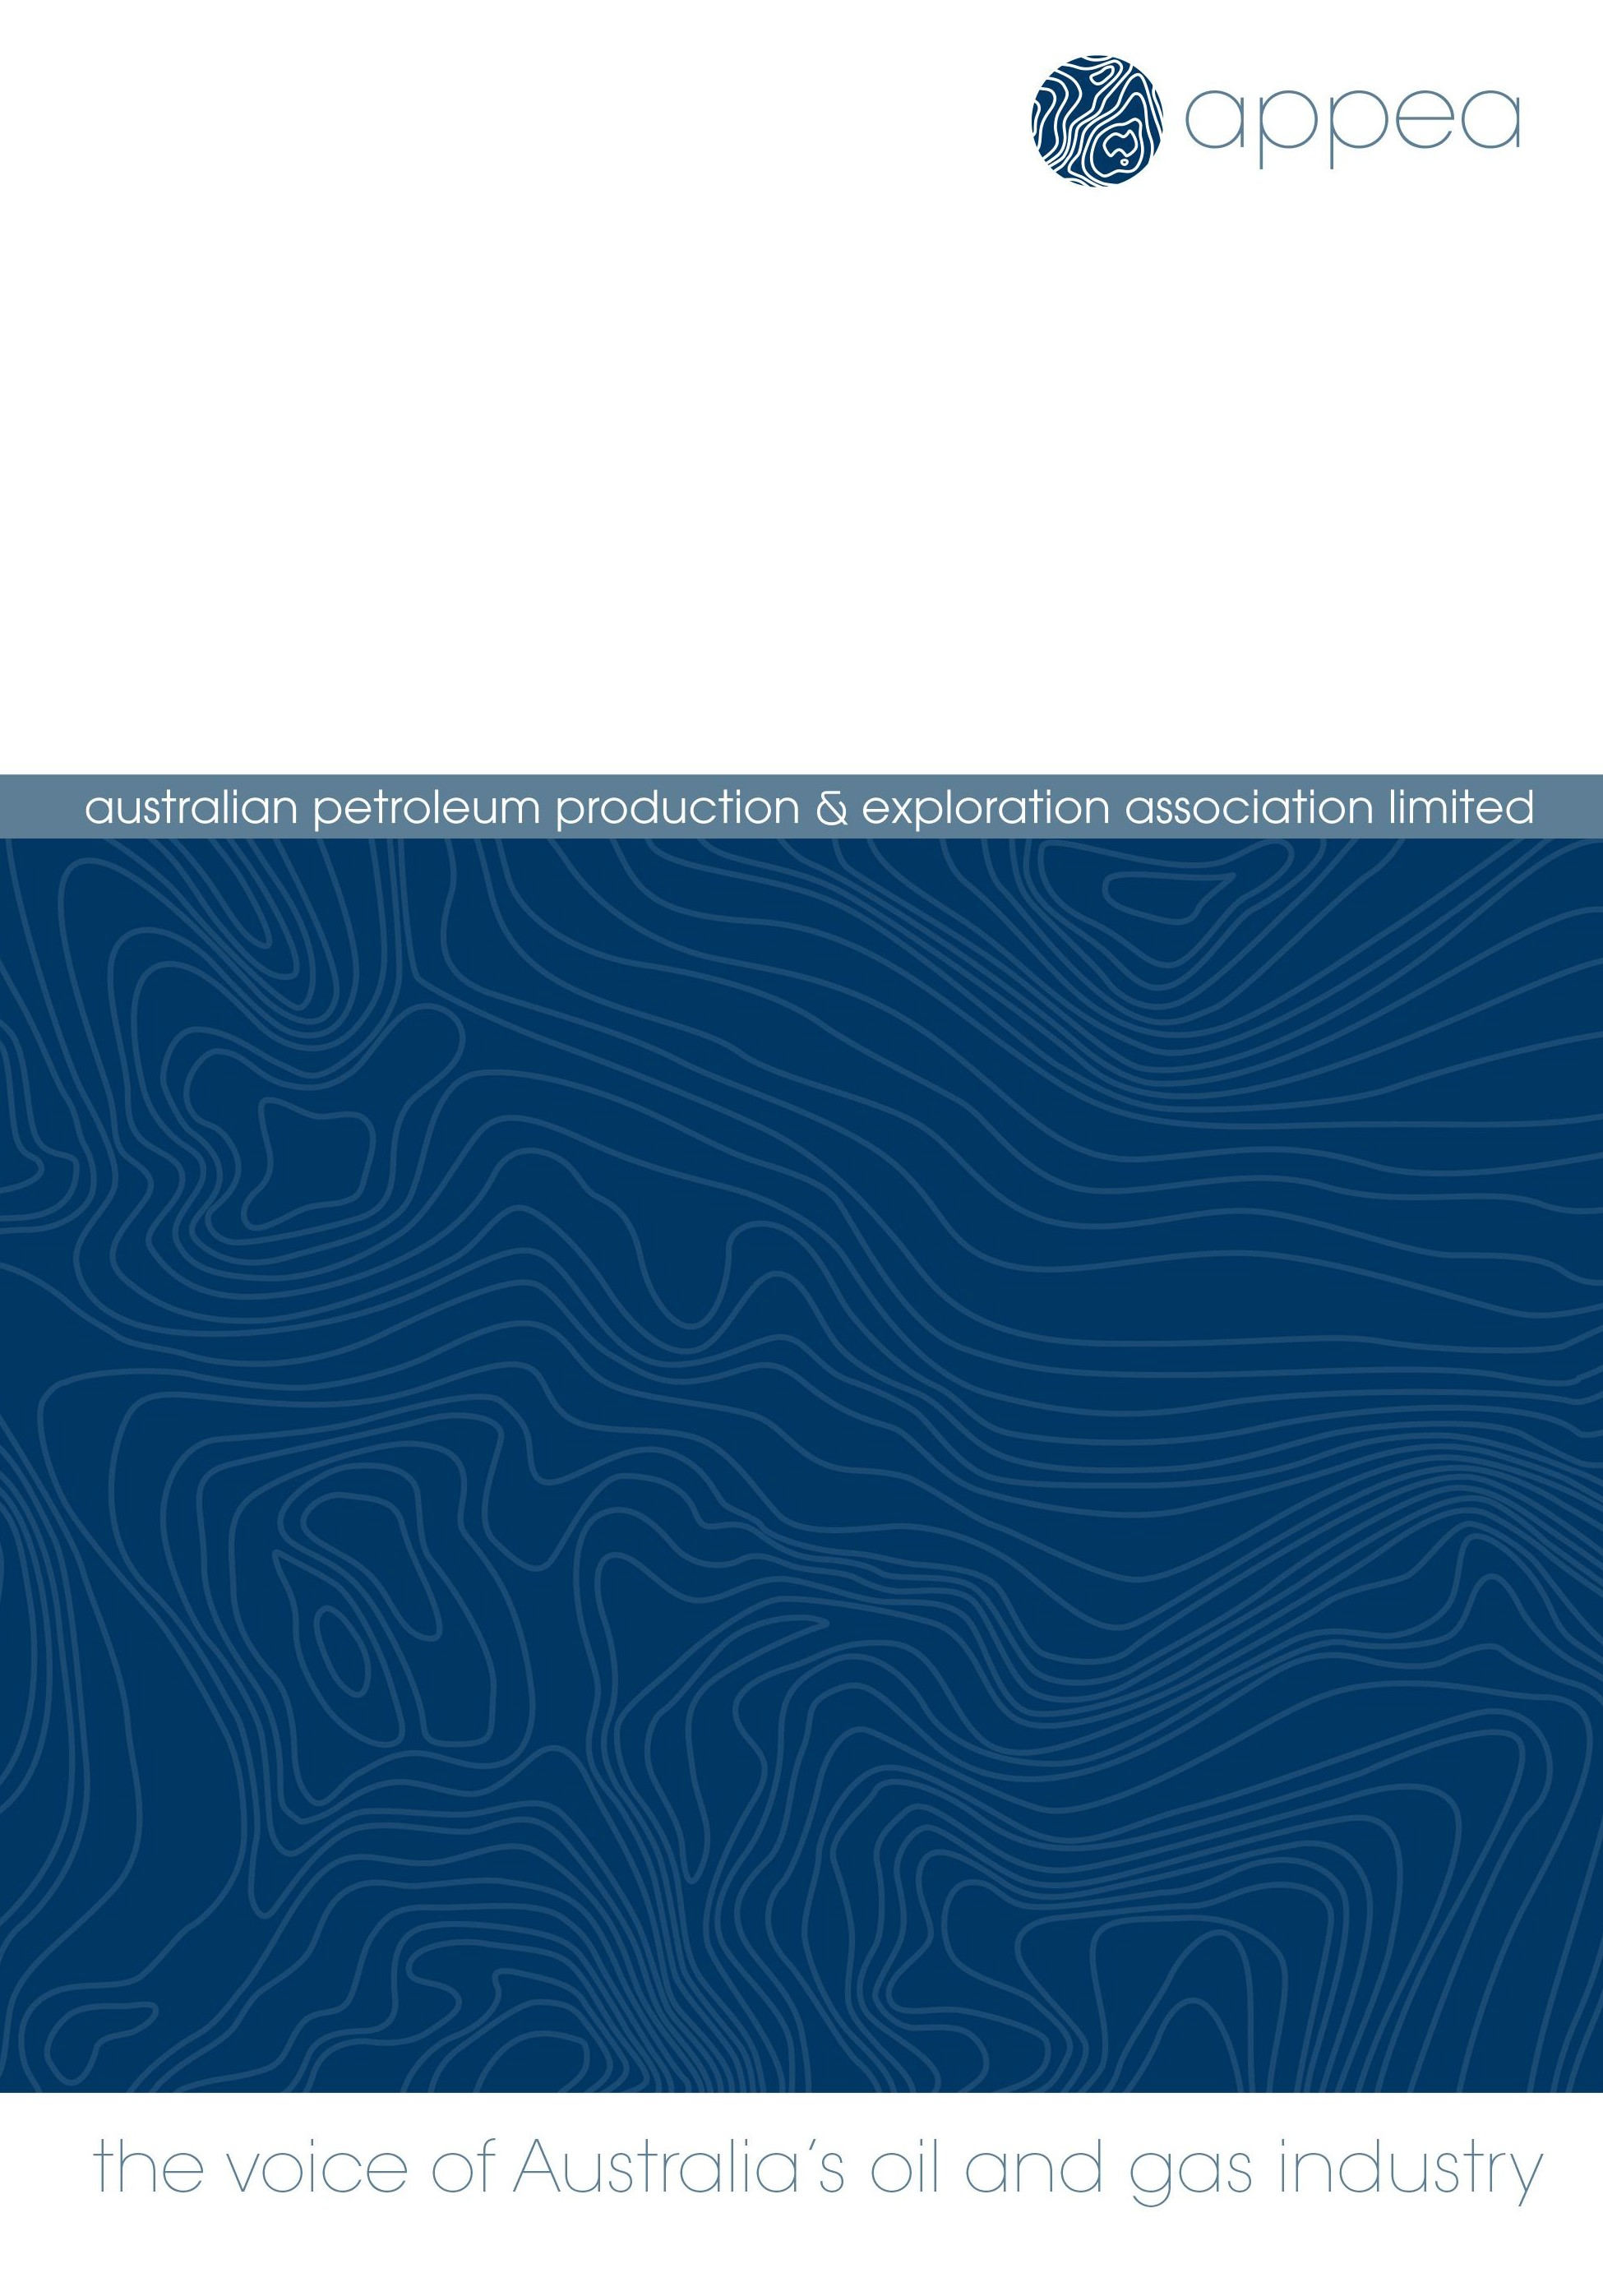 appea
australian petroleum production & exploration association limited
the voice of Australia's oil and gas industry